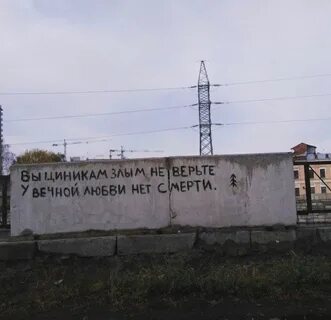 ВЫ ЦИНИКАМ ЗЛЫМ НЕ ВЕРЬТЕ
У ВЕЧНОЙ ЛЮБВИ НЕТ СМЕРТИ.